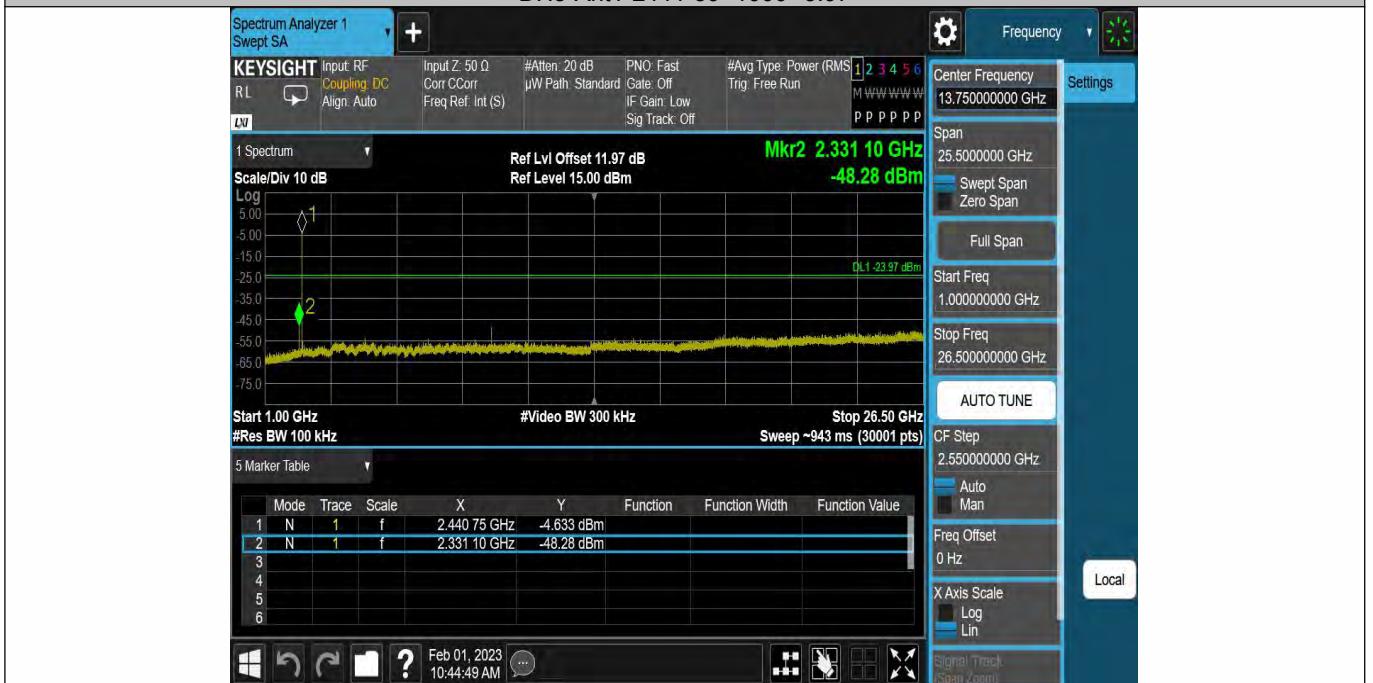 Spectrum Analyzer 1
Swept SA
+
Frequency
KEYSIGHT
RL
LXI
Input: RF
Coupling: DC
Align: Auto
Input Z: 50 Ω
Corr CCorr
Freq Ref: Int (S)
#Atten: 20 dB
µW Path: Standard
PNO: Fast
Gate: Off
IF Gain: Low
Sig Track: Off
#Avg Type: Power (RMS
Trig: Free Run
1 2 3 4 5 6
M W W W W W
P P P P P P
1 Spectrum
Scale/Div 10 dB
Ref Lvl Offset 11.97 dB
Ref Level 15.00 dBm
Mkr2 2.331 10 GHz
-48.28 dBm
Log
5.00
-5.00
-15.0
-25.0
-35.0
-45.0
-55.0
-65.0
-75.0
1
2
DL1 -23.97 dBm
Start 1.00 GHz
#Video BW 300 kHz
Stop 26.50 GHz
#Res BW 100 kHz
Sweep ~943 ms (30001 pts)
5 Marker Table
Mode Trace Scale X Y Function Function Width Function Value
1 N 1 f 2.440 75 GHz -4.633 dBm
2 N 1 f 2.331 10 GHz -48.28 dBm
3
4
5
6
?
Feb 01, 2023
10:44:49 AM
Center Frequency
13.750000000 GHz
Settings
Span
25.5000000 GHz
Swept Span
Zero Span
Full Span
Start Freq
1.000000000 GHz
Stop Freq
26.500000000 GHz
AUTO TUNE
CF Step
2.550000000 GHz
Auto
Man
Freq Offset
0 Hz
Local
X Axis Scale
Log
Lin
Signal Track
(Span Zoom)